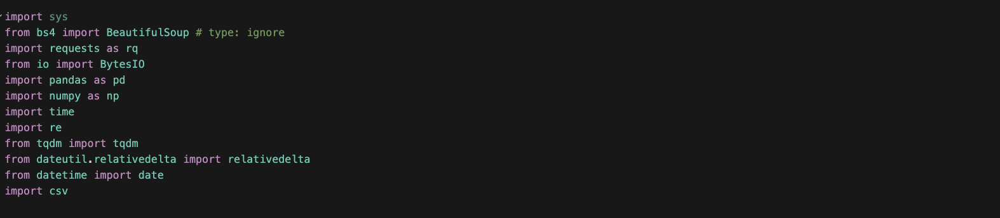 import sys
from bs4 import BeautifulSoup # type: ignore
import requests as rq
from io import BytesIO
import pandas as pd
import numpy as np
import time
import re
from tqdm import tqdm
from dateutil.relativedelta import relativedelta
from datetime import date
import csv